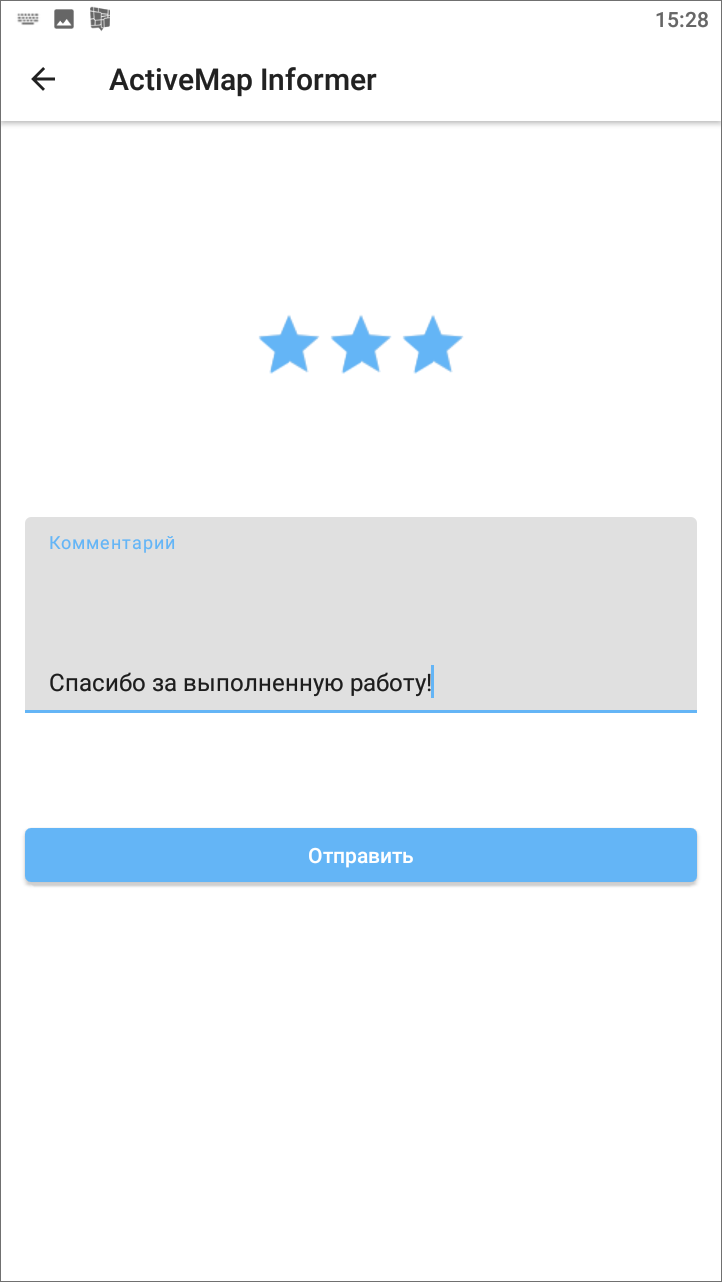 15:28
ActiveMap Informer
Комментарий
Спасибо за выполненную работу!
Отправить